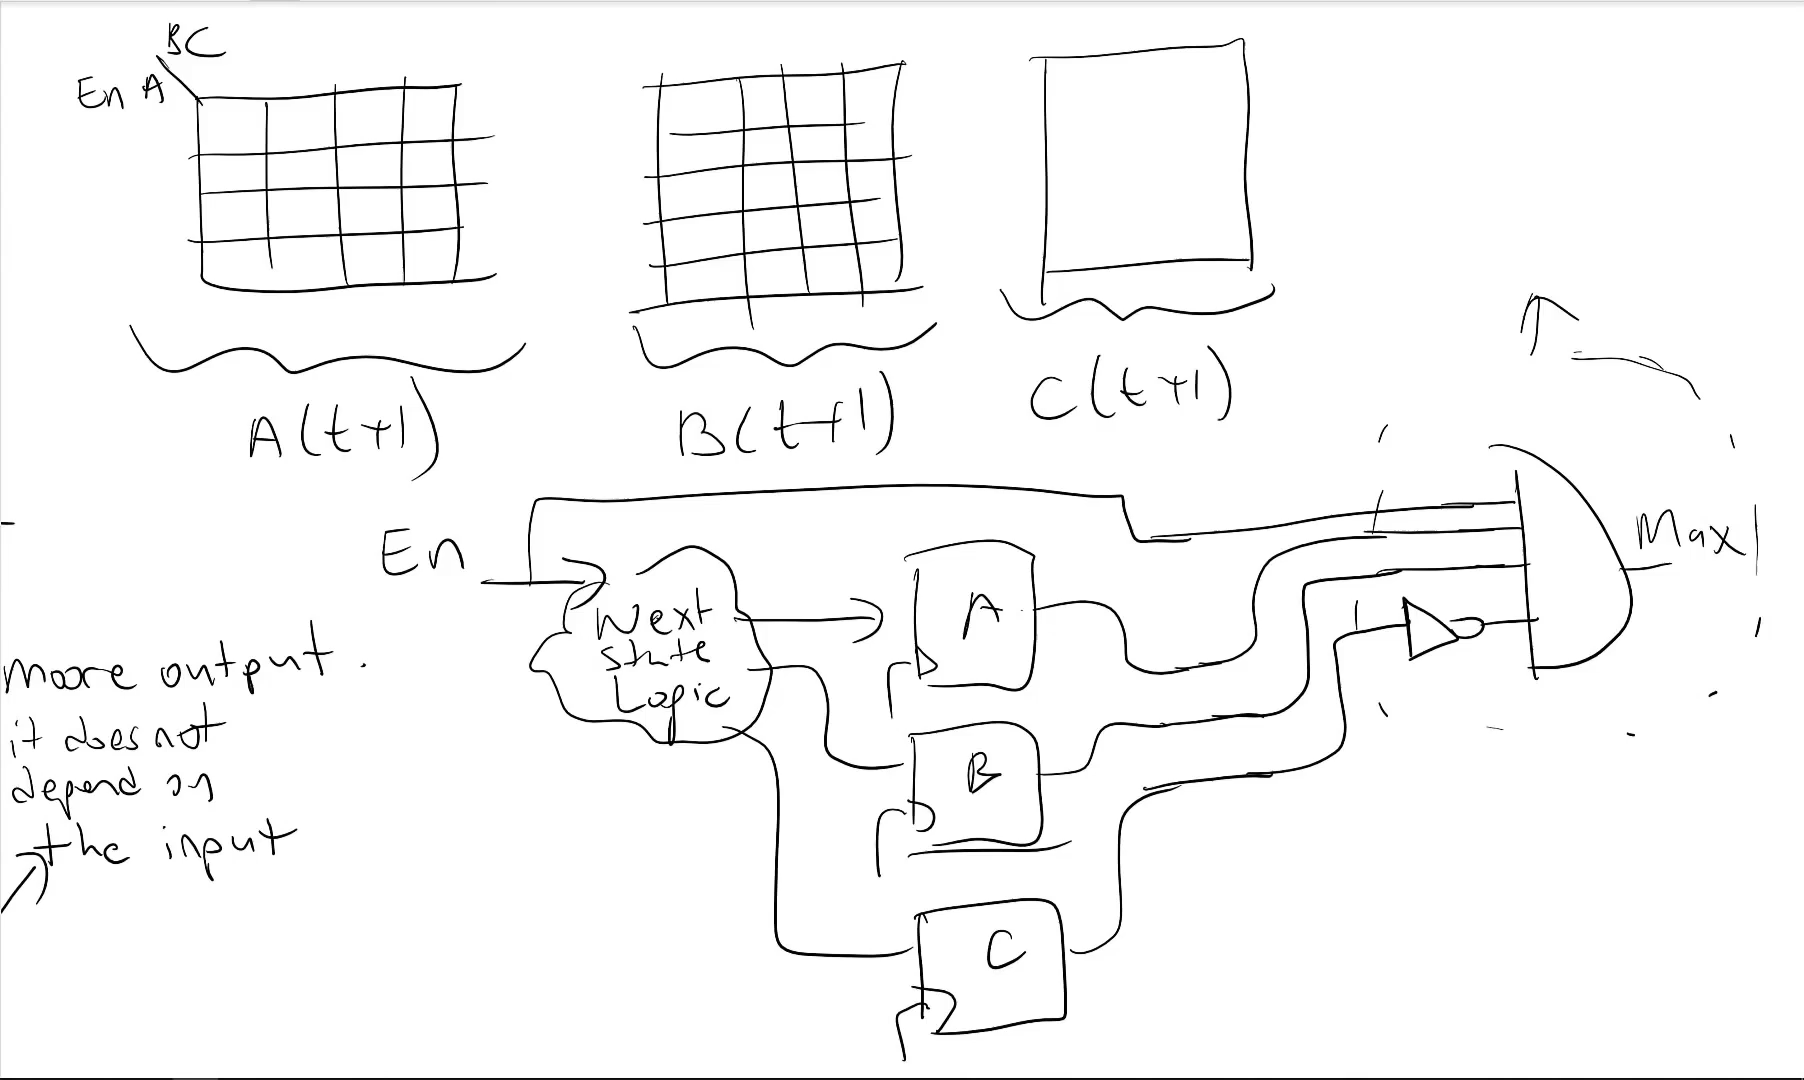 BC
En A
A(t+1)
B(t+1)
C(t+1)
En
Max
Next
State
Logic
A
B
C
moore output.
it does not
depend on
the input